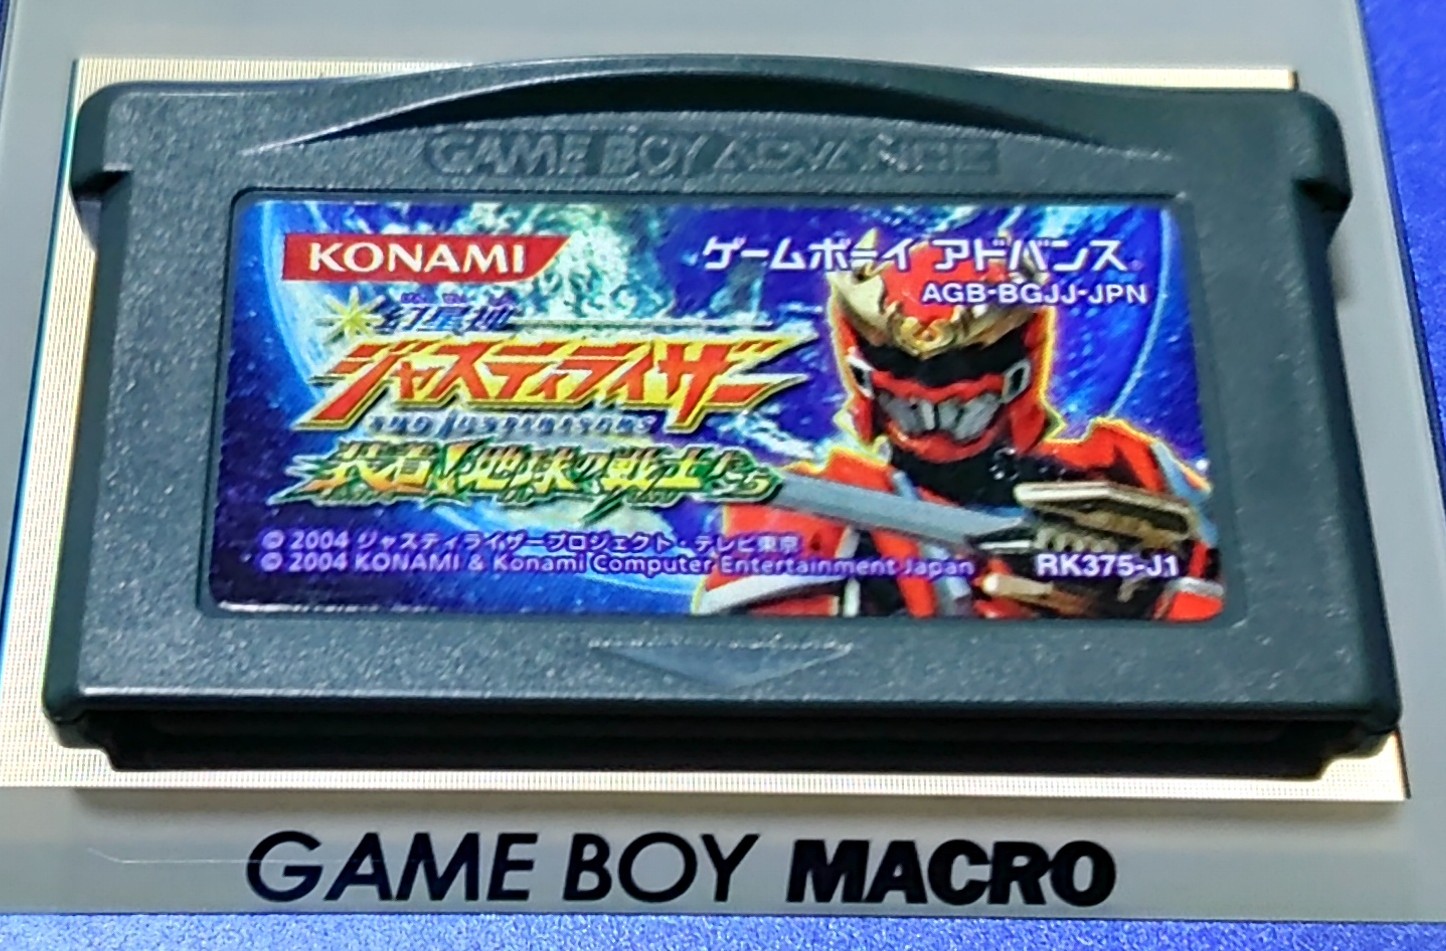 GAME BOY ADVANCE
KONAMI
ゲームボーイ アドバンス
AGB-BGJJ-JPN
幻星神
ジャスティライザー
THE JUSTIRISERS
装着！地球の戦士たち
© 2004 ジャスティライザープロジェクト・テレビ東京
© 2004 KONAMI & Konami Computer Entertainment Japan
RK375-J1
GAME BOY MACRO